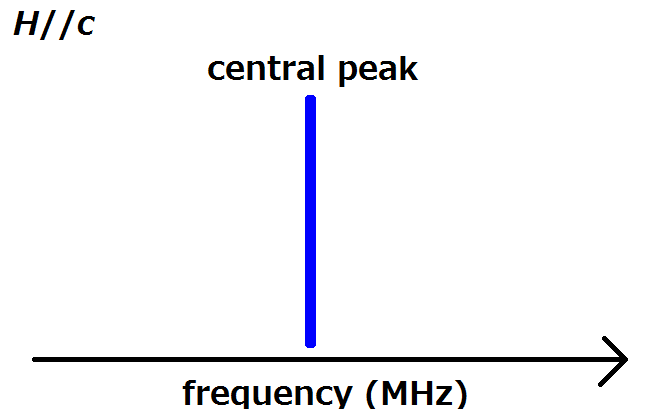 H//c
central peak
frequency (MHz)